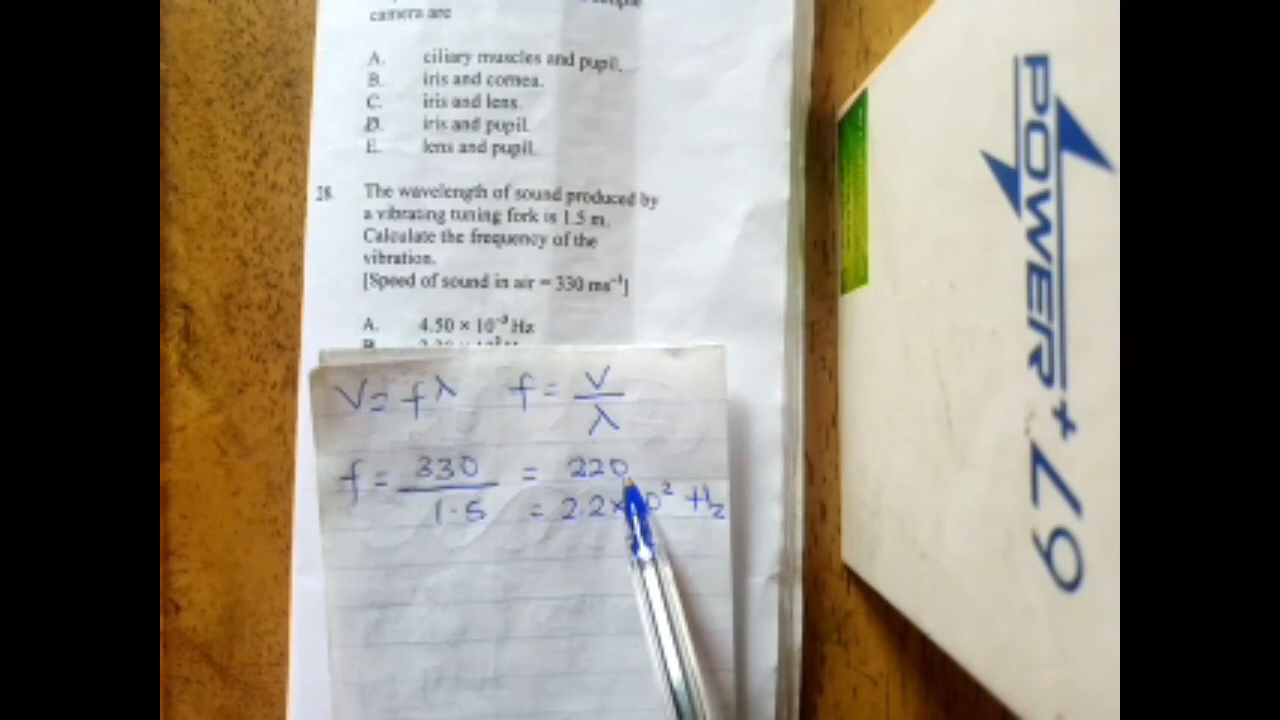 camera are
A. ciliary muscles and pupil.
B. iris and cornea.
C. iris and lens.
D. iris and pupil.
E. lens and pupil.
28. The wavelength of sound produced by
a vibrating tuning fork is 1.5 m.
Calculate the frequency of the
vibration.
[Speed of sound in air = 330 ms⁻¹]
A. 4.50 × 10⁻³ Hz
B.
V = fλ f = V/λ
f = 330/1.5 = 220
= 2.2× 0² Hz
POWER+ L9